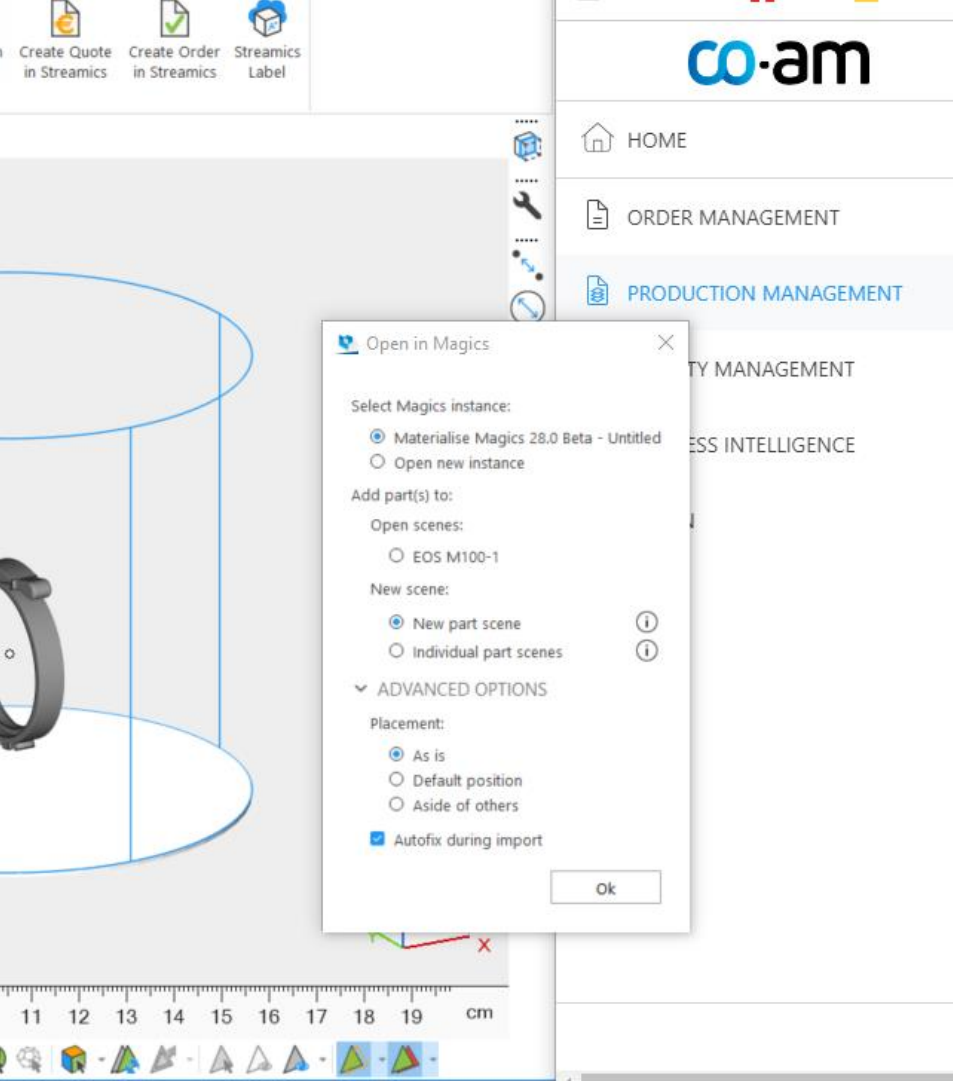 Create Quote
in Streamics
Create Order
in Streamics
Streamics
Label
co·am
HOME
ORDER MANAGEMENT
PRODUCTION MANAGEMENT
TY MANAGEMENT
ESS INTELLIGENCE
Open in Magics
Select Magics instance:
Materialise Magics 28.0 Beta - Untitled
Open new instance
Add part(s) to:
Open scenes:
EOS M100-1
New scene:
New part scene
Individual part scenes
ADVANCED OPTIONS
Placement:
As is
Default position
Aside of others
Autofix during import
Ok
X
11 12 13 14 15 16 17 18 19 cm